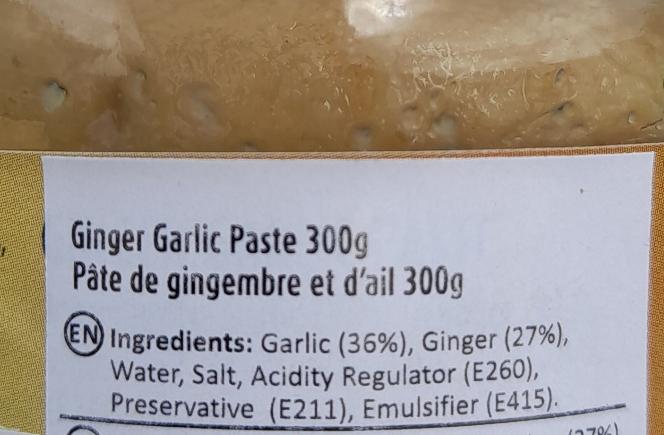 Ginger Garlic Paste 300g
Pâte de gingembre et d'ail 300g
EN Ingredients: Garlic (36%), Ginger (27%),
Water, Salt, Acidity Regulator (E260),
Preservative (E211), Emulsifier (E415).
(27%)